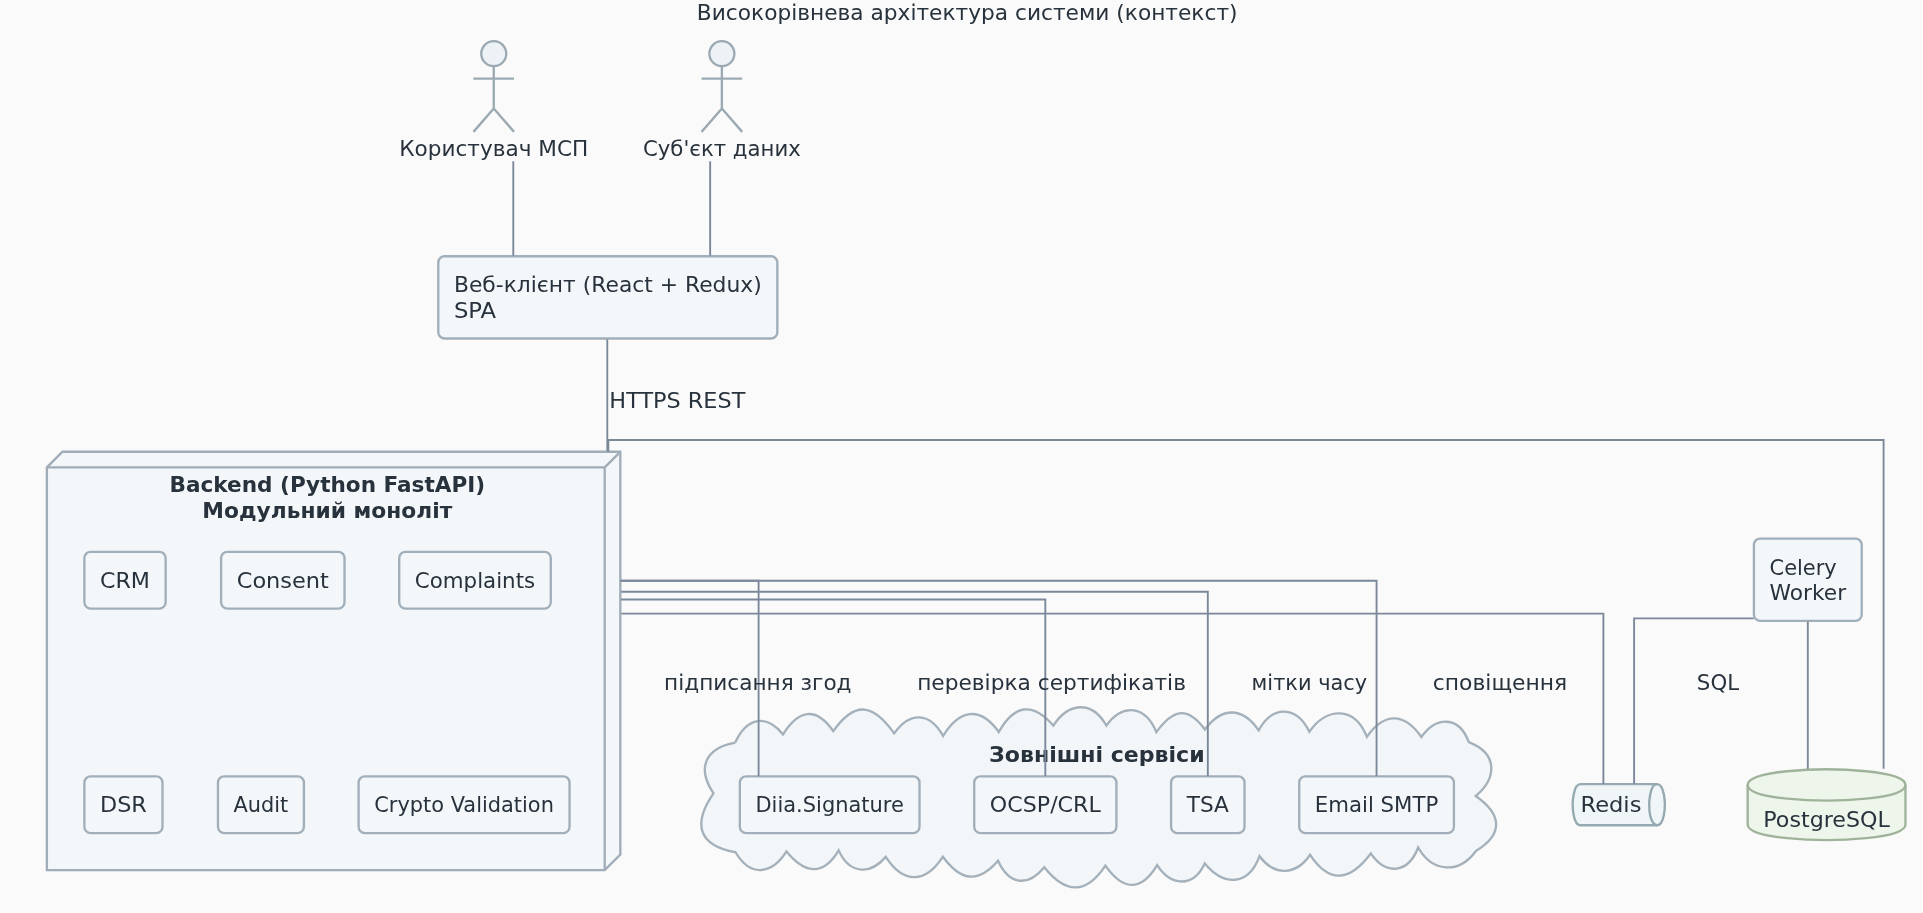 Високорівнева архітектура системи (контекст)
Користувач МСП
Суб'єкт даних
Веб-клієнт (React + Redux)
SPA
HTTPS REST
Backend (Python FastAPI)
Модульний моноліт
CRM
Consent
Complaints
Celery
Worker
підписання згод
перевірка сертифікатів
мітки часу
сповіщення
SQL
Зовнішні сервіси
DSR
Audit
Crypto Validation
Diia.Signature
OCSP/CRL
TSA
Email SMTP
Redis
PostgreSQL